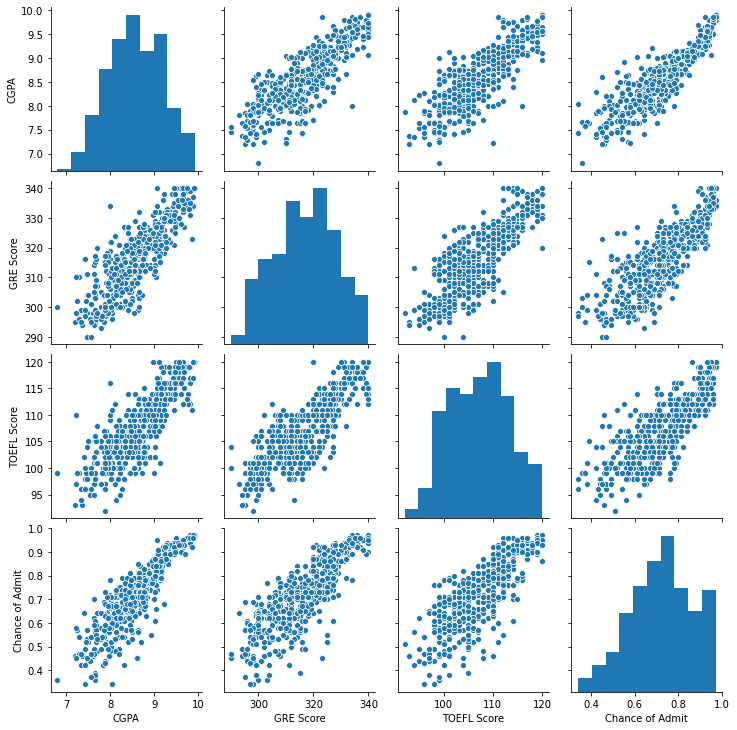 CGPA
10.0
9.5
9.0
8.5
8.0
7.5
7.0
GRE Score
340
330
320
310
300
290
TOEFL Score
120
115
110
105
100
95
Chance of Admit
1.0
0.9
0.8
0.7
0.6
0.5
0.4
7 8 9 10
CGPA
300 320 340
GRE Score
100 110 120
TOEFL Score
0.4 0.6 0.8 1.0
Chance of Admit